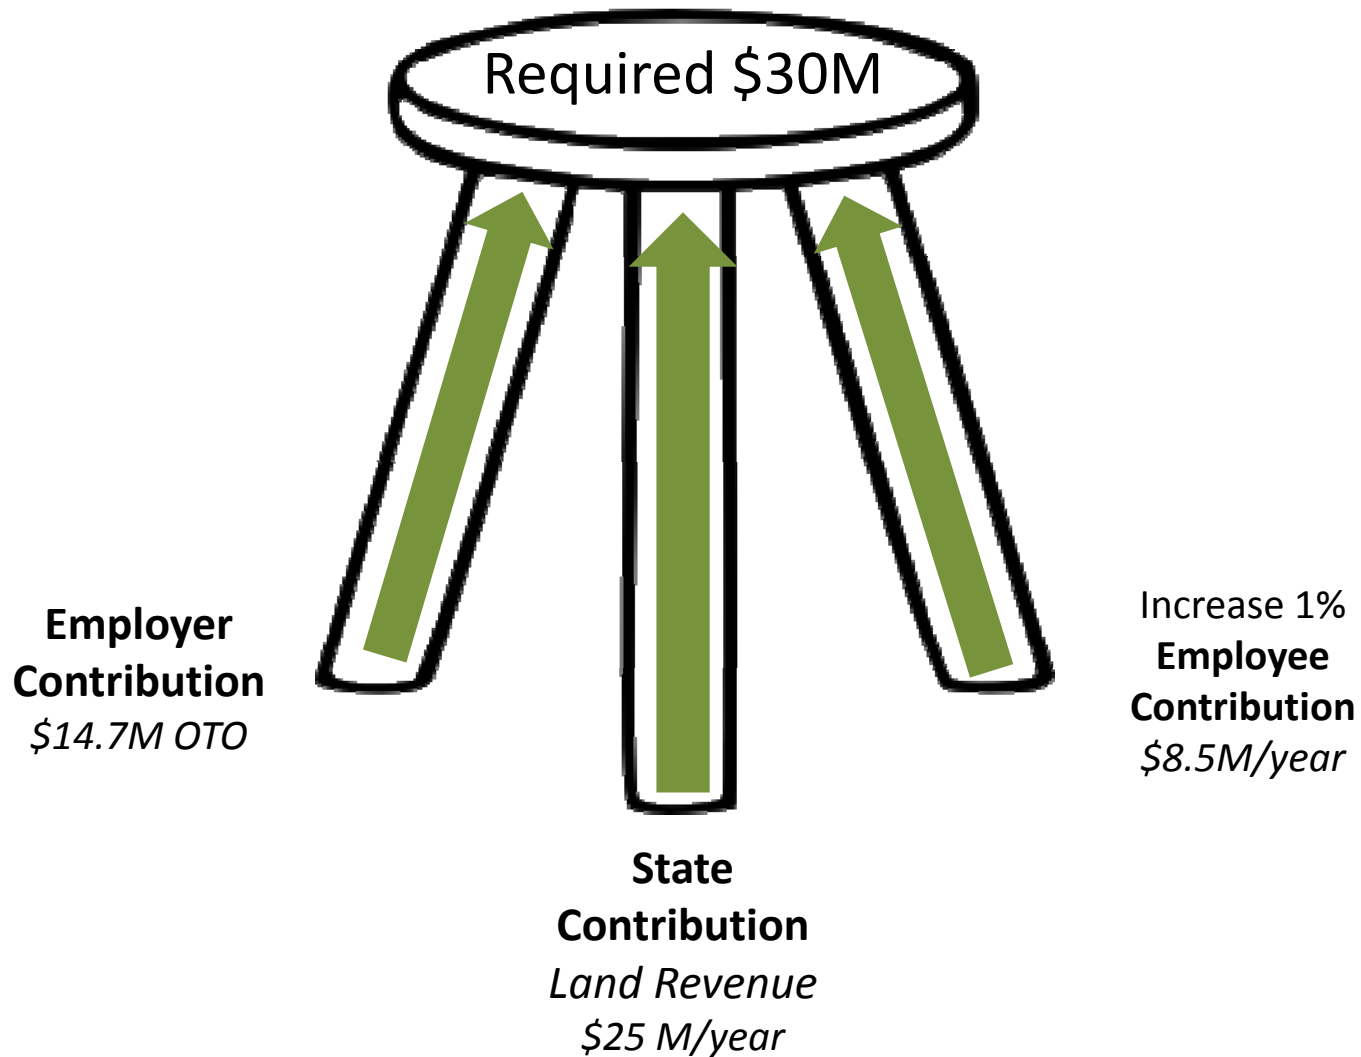 Required $30M
Employer
Contribution
$14.7M OTO
Increase 1%
Employee
Contribution
$8.5M/year
State
Contribution
Land Revenue
$25 M/year